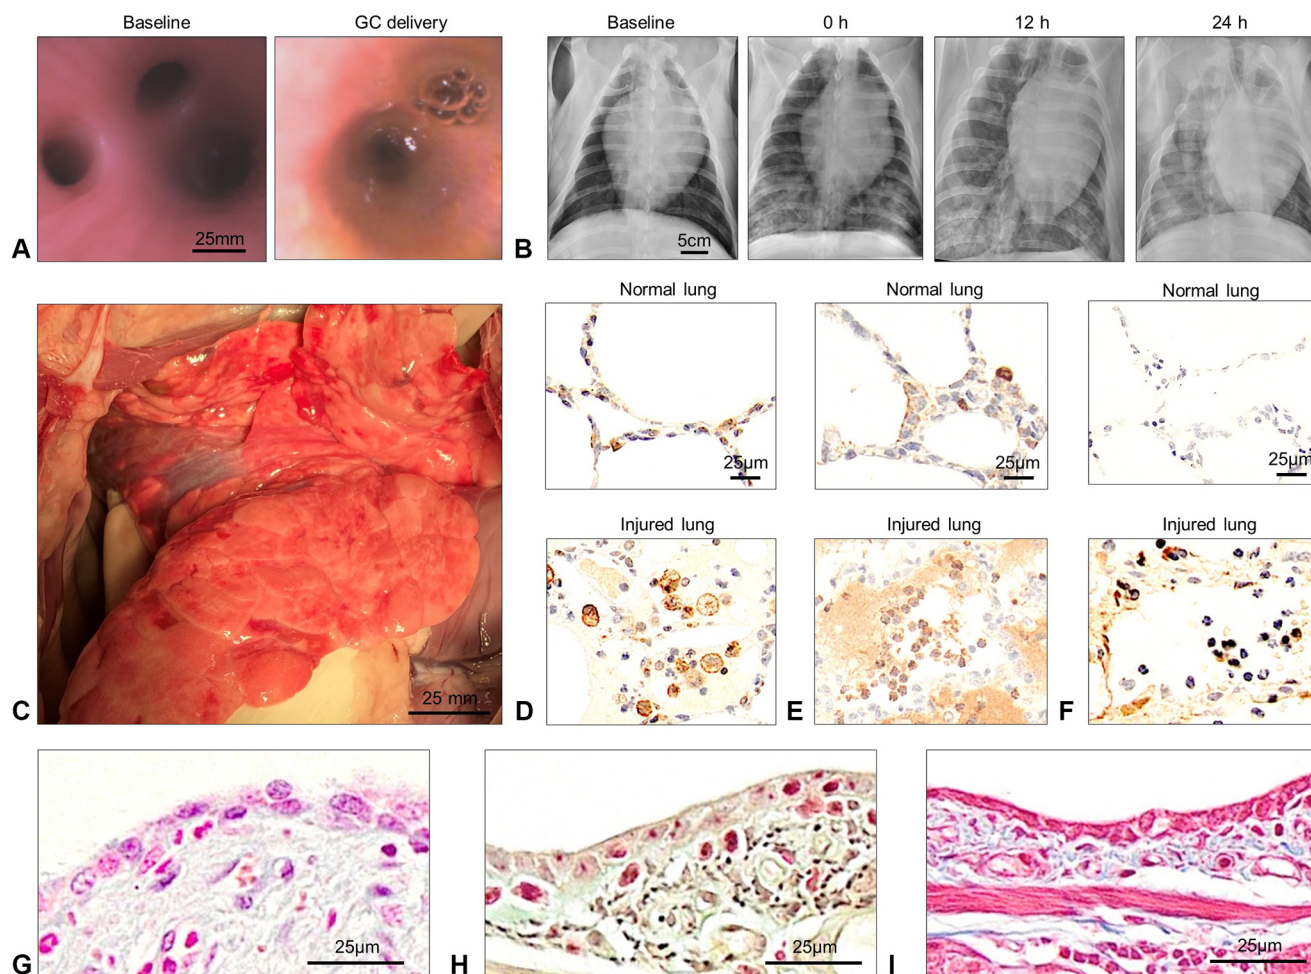 Baseline
GC delivery
25mm
A
Baseline
0 h
12 h
24 h
5cm
B
C
25 mm
Normal lung
25µm
Normal lung
25µm
Normal lung
25µm
Injured lung
D
Injured lung
E
Injured lung
F
G
25µm
H
25µm
I
25µm